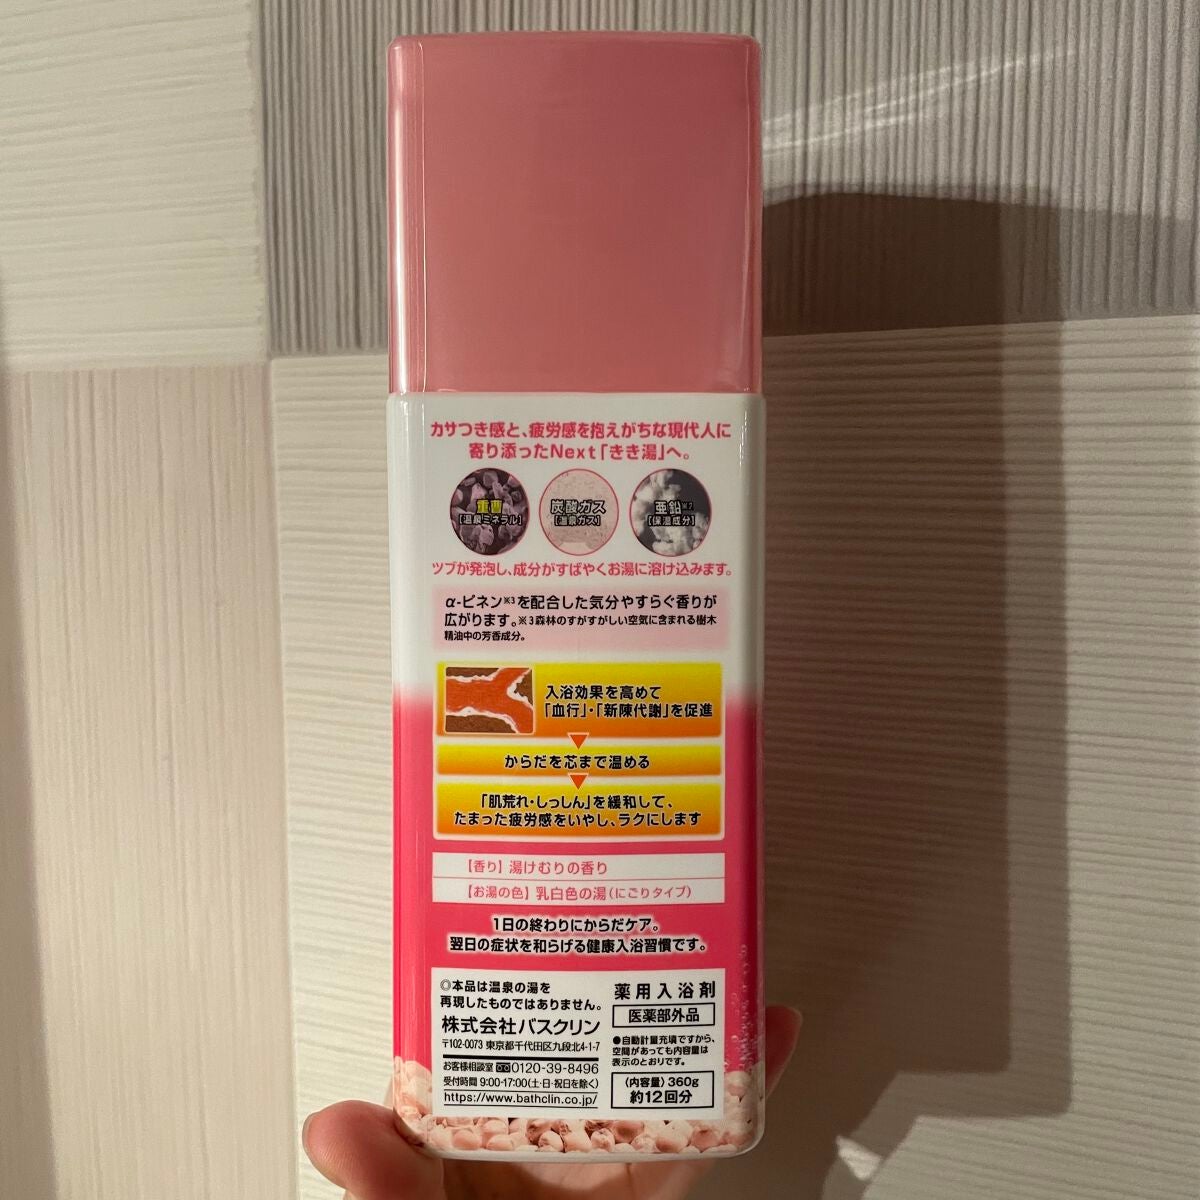 カサつき感と、疲労感を抱えがちな現代人に
寄り添ったNext「きき湯」へ。
重曹
[温泉ミネラル]
炭酸ガス
[温泉ガス]
亜鉛※2
[保湿成分]
ツブが発泡し、成分がすばやくお湯に溶け込みます。
α-ピネン※3を配合した気分やすらぐ香りが
広がります。※3森林のすがすがしい空気に含まれる樹木
精油中の芳香成分。
入浴効果を高めて
「血行」・「新陳代謝」を促進
からだを芯まで温める
「肌荒れ・しっしん」を緩和して、
たまった疲労感をいやし、ラクにします
【香り】湯けむりの香り
【お湯の色】乳白色の湯(にごりタイプ)
1日の終わりにからだケア。
翌日の症状を和らげる健康入浴習慣です。
◎本品は温泉の湯を
再現したものではありません。
株式会社バスクリン
〒102-0073 東京都千代田区九段北4-1-7
お客様相談室 0120-39-8496
受付時間 9:00-17:00(土・日・祝日を除く)
https://www.bathclin.co.jp/
薬用入浴剤
医薬部外品
●自動計量充填ですから、
空間があっても内容量は
表示のとおりです。
〈内容量〉360g
約12回分